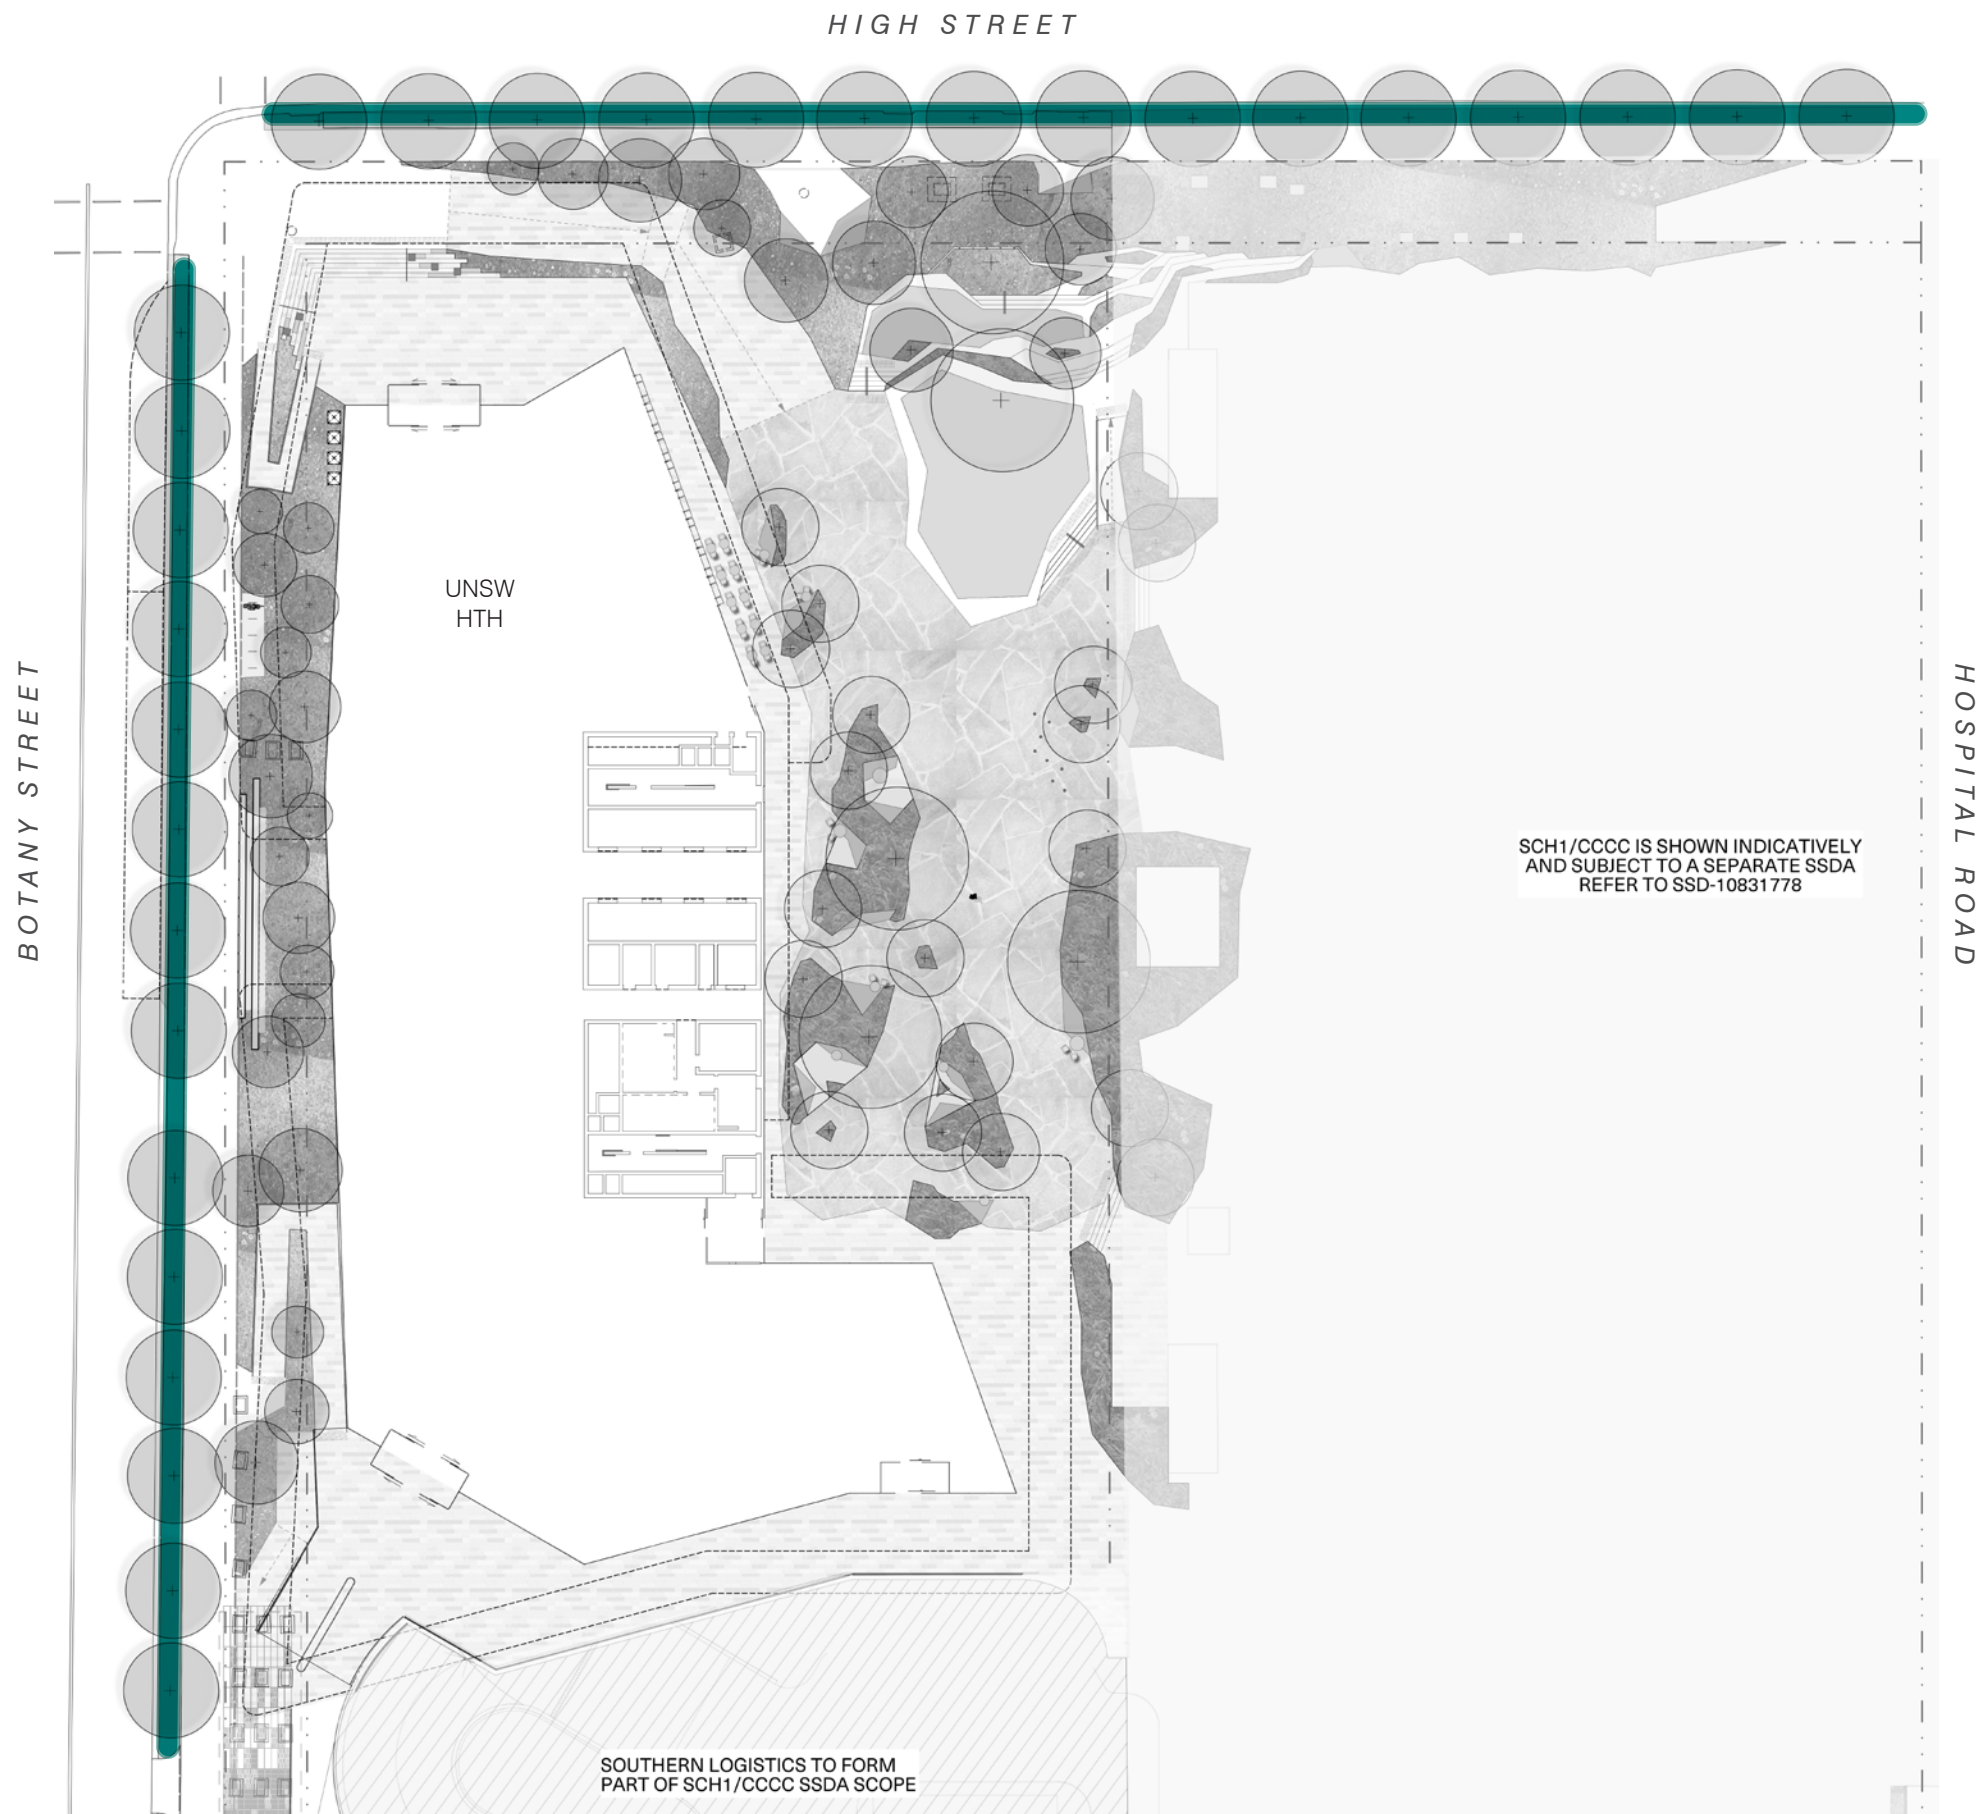 HIGH STREET
UNSW
HTH
BOTANY STREET
HOSPITAL ROAD
SCH1/CCCC IS SHOWN INDICATIVELY
AND SUBJECT TO A SEPARATE SSDA
REFER TO SSD-10831778
SOUTHERN LOGISTICS TO FORM
PART OF SCH1/CCCC SSDA SCOPE